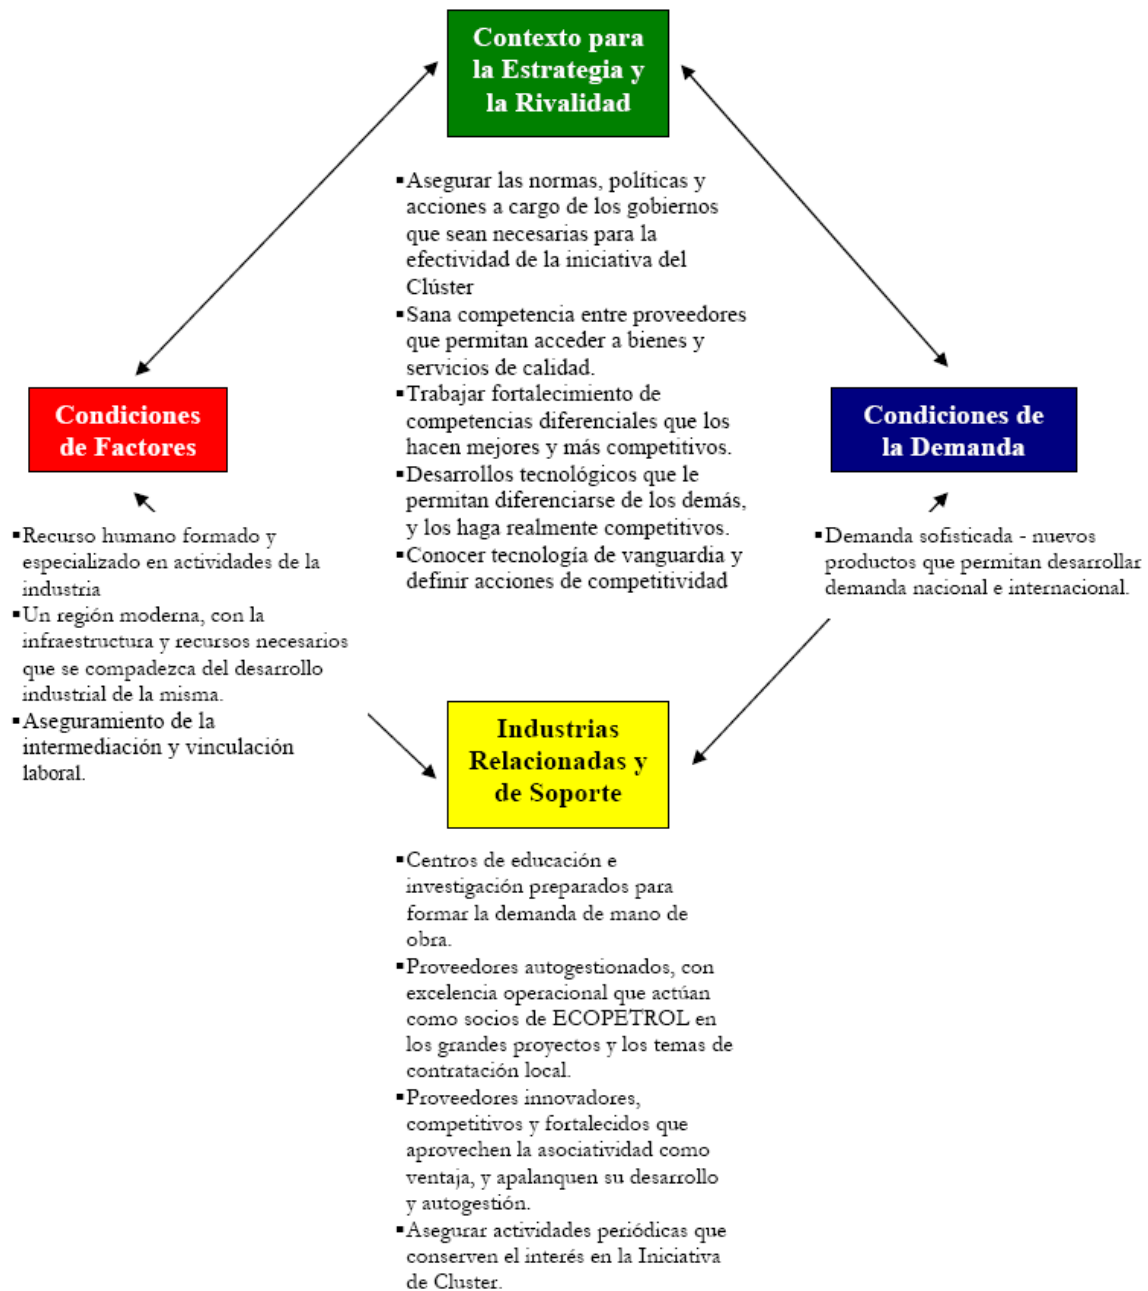 Contexto para
la Estrategia y
la Rivalidad
▪Asegurar las normas, políticas y
acciones a cargo de los gobiernos
que sean necesarias para la
efectividad de la iniciativa del
Clúster
▪Sana competencia entre proveedores
que permitan acceder a bienes y
servicios de calidad.
▪Trabajar fortalecimiento de
competencias diferenciales que los
hacen mejores y más competitivos.
▪Desarrollos tecnológicos que le
permitan diferenciarse de los demás,
y los haga realmente competitivos.
▪Conocer tecnología de vanguardia y
definir acciones de competitividad
Condiciones
de Factores
▪Recurso humano formado y
especializado en actividades de la
industria
▪Un región moderna, con la
infraestructura y recursos necesarios
que se compadezca del desarrollo
industrial de la misma.
▪Aseguramiento de la
intermediación y vinculación
laboral.
Condiciones de
la Demanda
▪Demanda sofisticada - nuevos
productos que permitan desarrollar
demanda nacional e internacional.
Industrias
Relacionadas y
de Soporte
▪Centros de educación e
investigación preparados para
formar la demanda de mano de
obra.
▪Proveedores autogestionados, con
excelencia operacional que actúan
como socios de ECOPETROL en
los grandes proyectos y los temas de
contratación local.
▪Proveedores innovadores,
competitivos y fortalecidos que
aprovechen la asociatividad como
ventaja, y apalanquen su desarrollo
y autogestión.
▪Asegurar actividades periódicas que
conserven el interés en la Iniciativa
de Cluster.